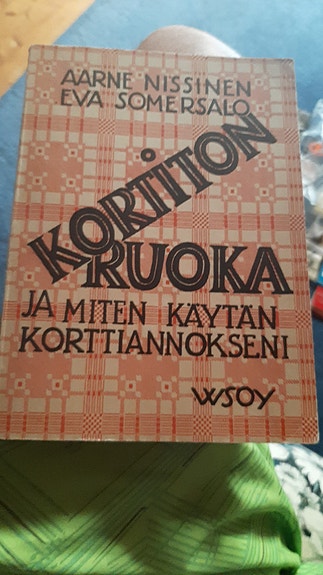 AARNE NISSINEN
EVA SOMERSALO
KORTITON
RUOKA
JA MITEN KÄYTÄN
KORTTIANNOKSENI
WSOY